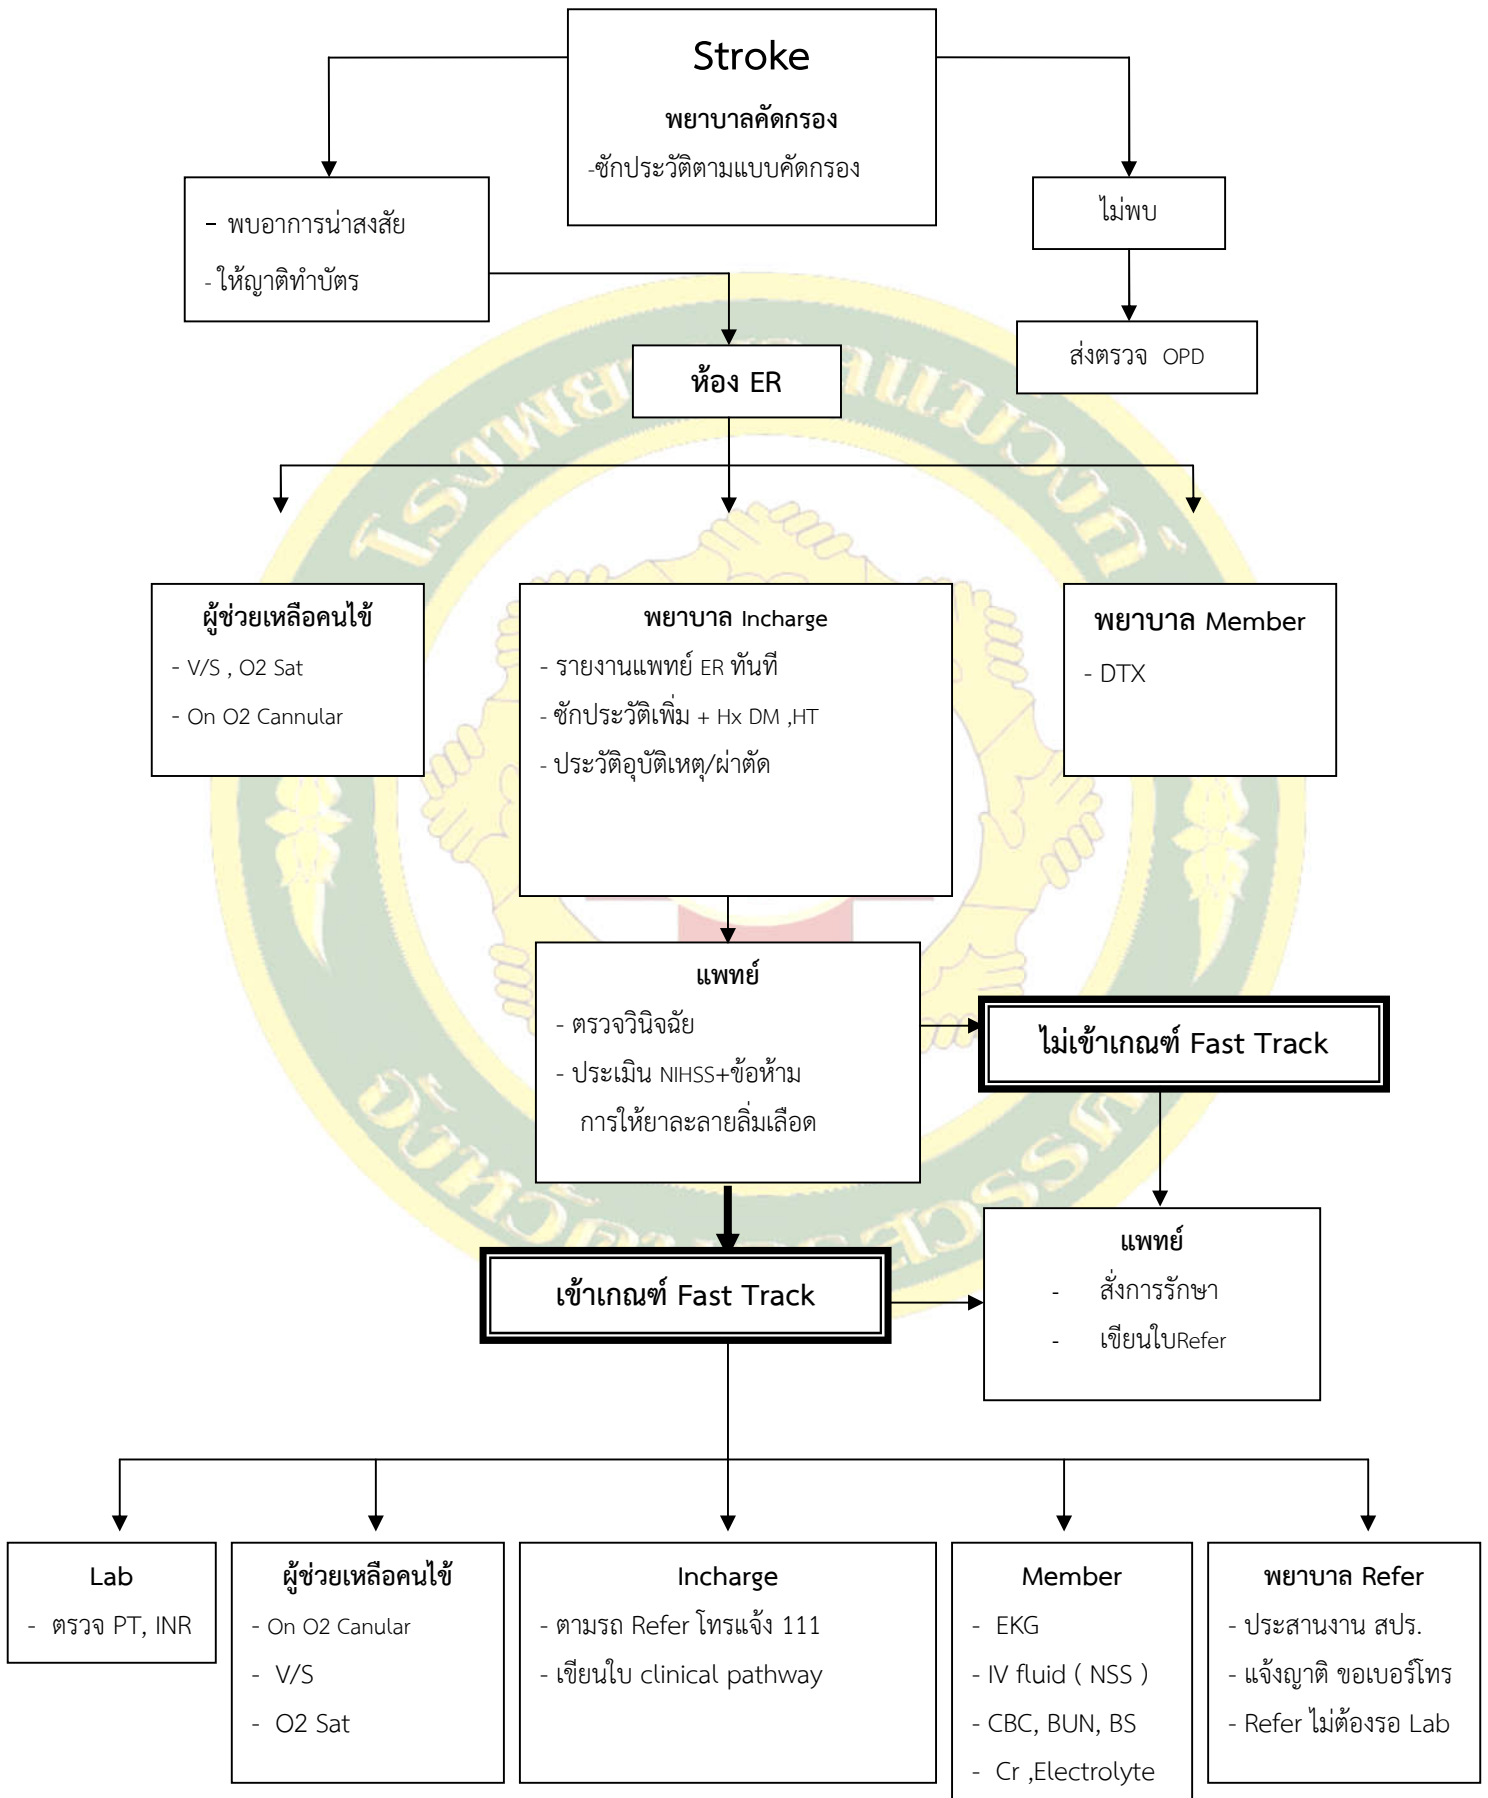 Stroke
พยาบาลคัดกรอง
-ซักประวัติตามแบบคัดกรอง
- พบอาการน่าสงสัย
- ให้ญาติทำบัตร
ไม่พบ
ส่งตรวจ OPD
ห้อง ER
ผู้ช่วยเหลือคนไข้
- V/S , O2 Sat
- On O2 Cannular
พยาบาล Incharge
- รายงานแพทย์ ER ทันที
- ซักประวัติเพิ่ม + Hx DM ,HT
- ประวัติอุบัติเหตุ/ผ่าตัด
พยาบาล Member
- DTX
แพทย์
- ตรวจวินิจฉัย
- ประเมิน NIHSS+ข้อห้าม
การให้ยาละลายลิ่มเลือด
ไม่เข้าเกณฑ์ Fast Track
เข้าเกณฑ์ Fast Track
แพทย์
- สั่งการรักษา
- เขียนใบRefer
Lab
- ตรวจ PT, INR
ผู้ช่วยเหลือคนไข้
- On O2 Canular
- V/S
- O2 Sat
Incharge
- ตามรถ Refer โทรแจ้ง 111
- เขียนใบ clinical pathway
Member
- EKG
- IV fluid ( NSS )
- CBC, BUN, BS
- Cr ,Electrolyte
พยาบาล Refer
- ประสานงาน สปร.
- แจ้งญาติ ขอเบอร์โทร
- Refer ไม่ต้องรอ Lab